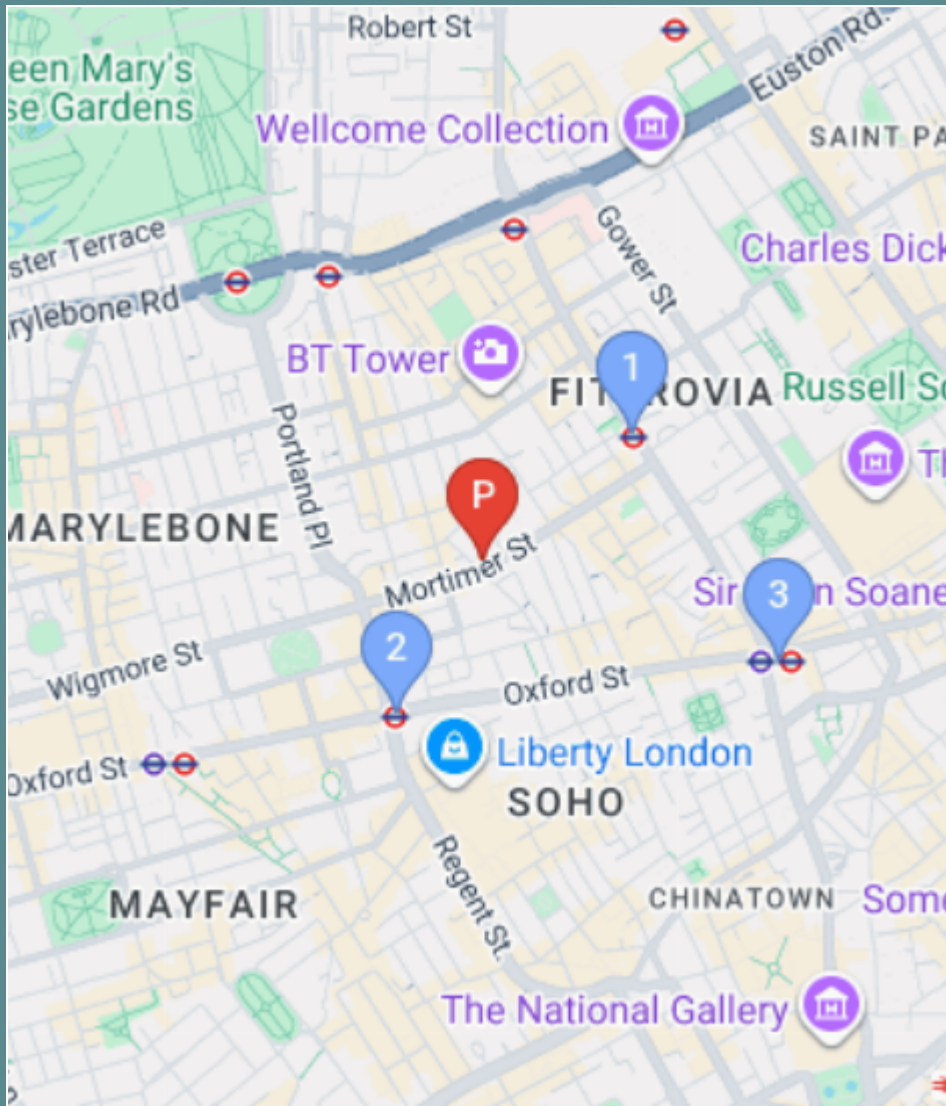 Robert St
Euston Rd.
een Mary's
se Gardens
Wellcome Collection
SAINT PA
ster Terrace
Gower St
Charles Dick
rylebone Rd
BT Tower
1
FIT ROVIA
Russell Sc
Portland Pl
P
Th
MARYLEBONE
Mortimer St
Sir
n Soane
3
2
Wigmore St
Oxford St
Oxford St
Liberty London
SOHO
Regent St.
MAYFAIR
CHINATOWN
Some
The National Gallery